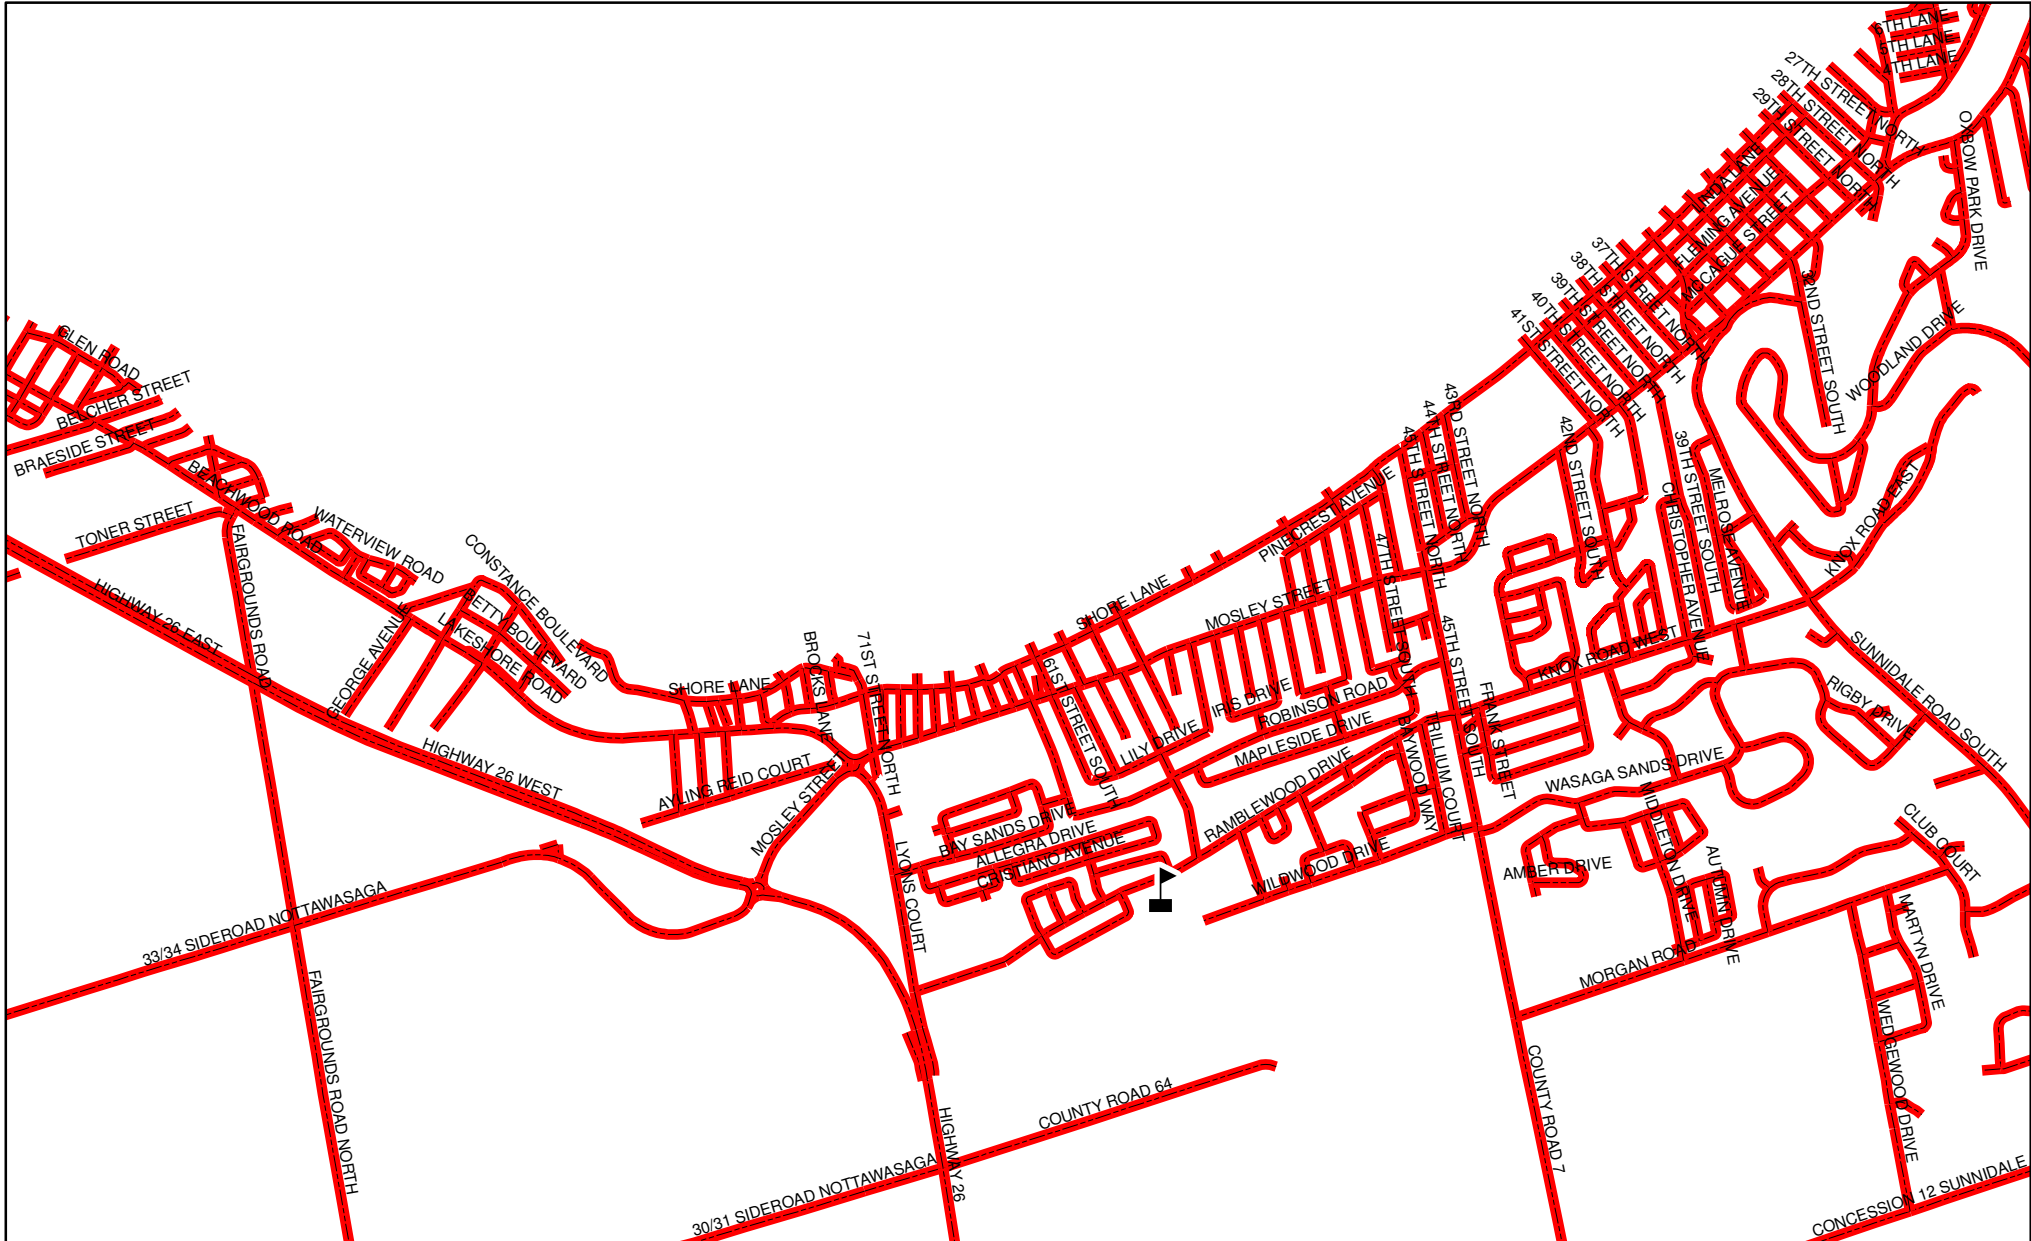 6TH LANE
5TH LANE
4TH LANE
27TH STREET NORTH
28TH STREET NORTH
29TH STREET NORTH
OXBOW PARK DRIVE
LINDA LANE
FLEMING AVENUE
MCCAGUE STREET
37TH STREET NORTH
38TH STREET NORTH
39TH STREET NORTH
40TH STREET NORTH
41ST STREET NORTH
32ND STREET SOUTH
WOODLAND DRIVE
GLEN ROAD
BELCHER STREET
BRAESIDE STREET
BEACHWOOD ROAD
TONER STREET
WATERVIEW ROAD
FAIRGROUNDS ROAD
CONSTANCE BOULEVARD
BETTY BOULEVARD
LAKESHORE ROAD
GEORGE AVENUE
HIGHWAY 26 EAST
HIGHWAY 26 WEST
43RD STREET NORTH
44TH STREET NORTH
45TH STREET NORTH
42ND STREET SOUTH
39TH STREET SOUTH
MELROSE AVENUE
CHRISTOPHER AVENUE
KNOX ROAD EAST
PINECREST AVENUE
47TH STREET SOUTH
MOSLEY STREET
SHORE LANE
SHORE LANE
BROCKS LANE
71ST STREET NORTH
61ST STREET SOUTH
LILY DRIVE
IRIS DRIVE
ROBINSON ROAD
MAPLESIDE DRIVE
RAMBLEWOOD DRIVE
BAYWOOD WAY
TRILLIUM COURT
45TH STREET SOUTH
FRANK STREET
KNOX ROAD WEST
WASAGA SANDS DRIVE
SUNNIDALE ROAD SOUTH
RIGBY DRIVE
AYLING REID COURT
MOSLEY STREET
LYONS COURT
BAY SANDS DRIVE
ALLEGRA DRIVE
CRISTIANO AVENUE
WILDWOOD DRIVE
AMBER DRIVE
MIDDLETON DRIVE
AUTUMN DRIVE
CLUB COURT
MARTYN DRIVE
MORGAN ROAD
WEDGEWOOD DRIVE
33/34 SIDEROAD NOTTAWASAGA
FAIRGROUNDS ROAD NORTH
COUNTY ROAD 64
COUNTY ROAD 7
HIGHWAY 26
30/31 SIDEROAD NOTTAWASAGA
CONCESSION 12 SUNNIDALE